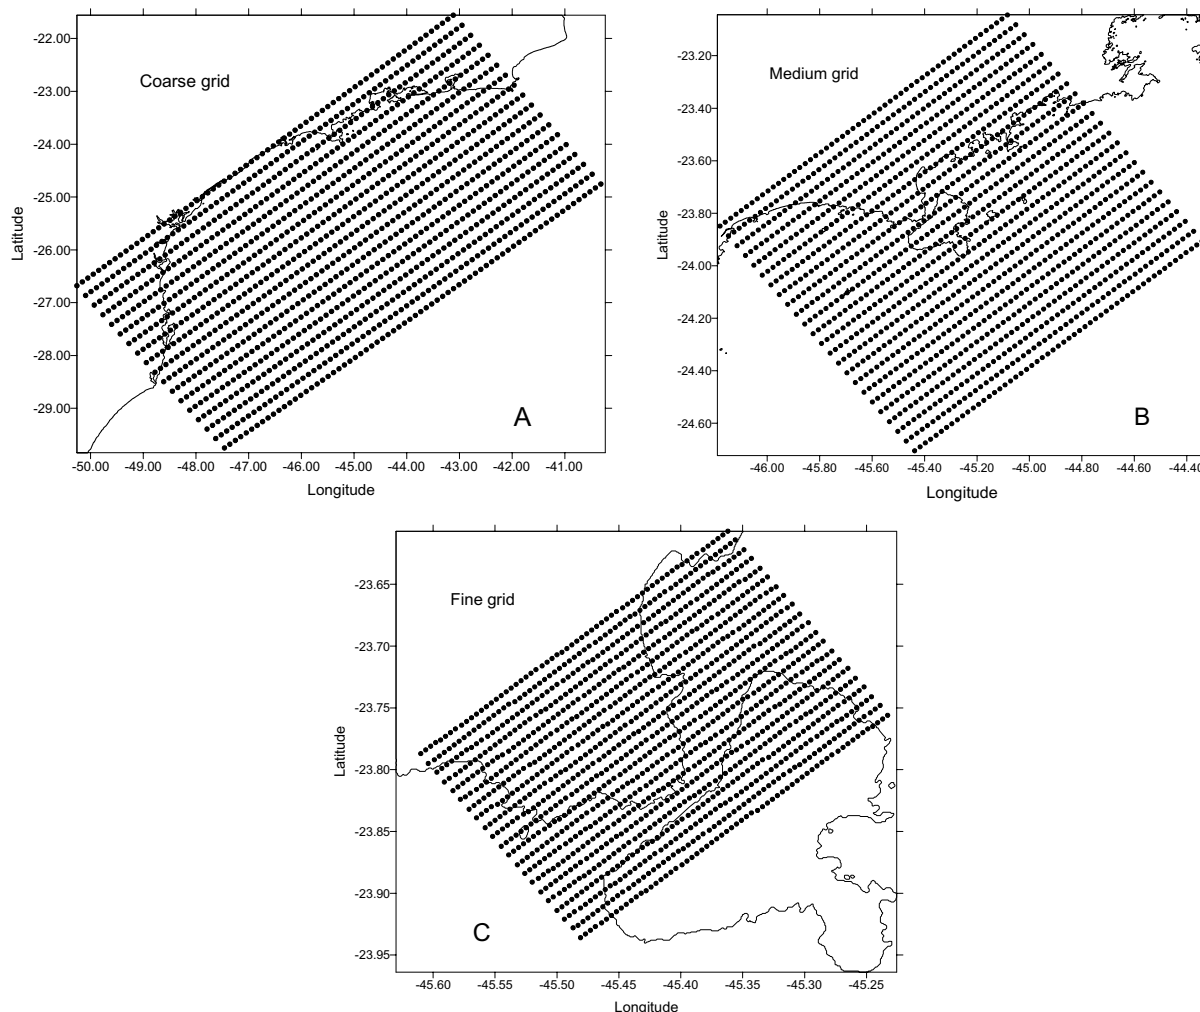 Coarse grid
-22.00
-23.00
-24.00
-25.00
-26.00
-27.00
-28.00
-29.00
Latitude
A
-50.00 -49.00 -48.00 -47.00 -46.00 -45.00 -44.00 -43.00 -42.00 -41.00
Longitude
Medium grid
-23.20
-23.40
-23.60
-23.80
-24.00
-24.20
-24.40
-24.60
Latitude
B
-46.00 -45.80 -45.60 -45.40 -45.20 -45.00 -44.80 -44.60 -44.40
Longitude
Fine grid
-23.65
-23.70
-23.75
-23.80
-23.85
-23.90
-23.95
Latitude
C
-45.60 -45.55 -45.50 -45.45 -45.40 -45.35 -45.30 -45.25
Longitude